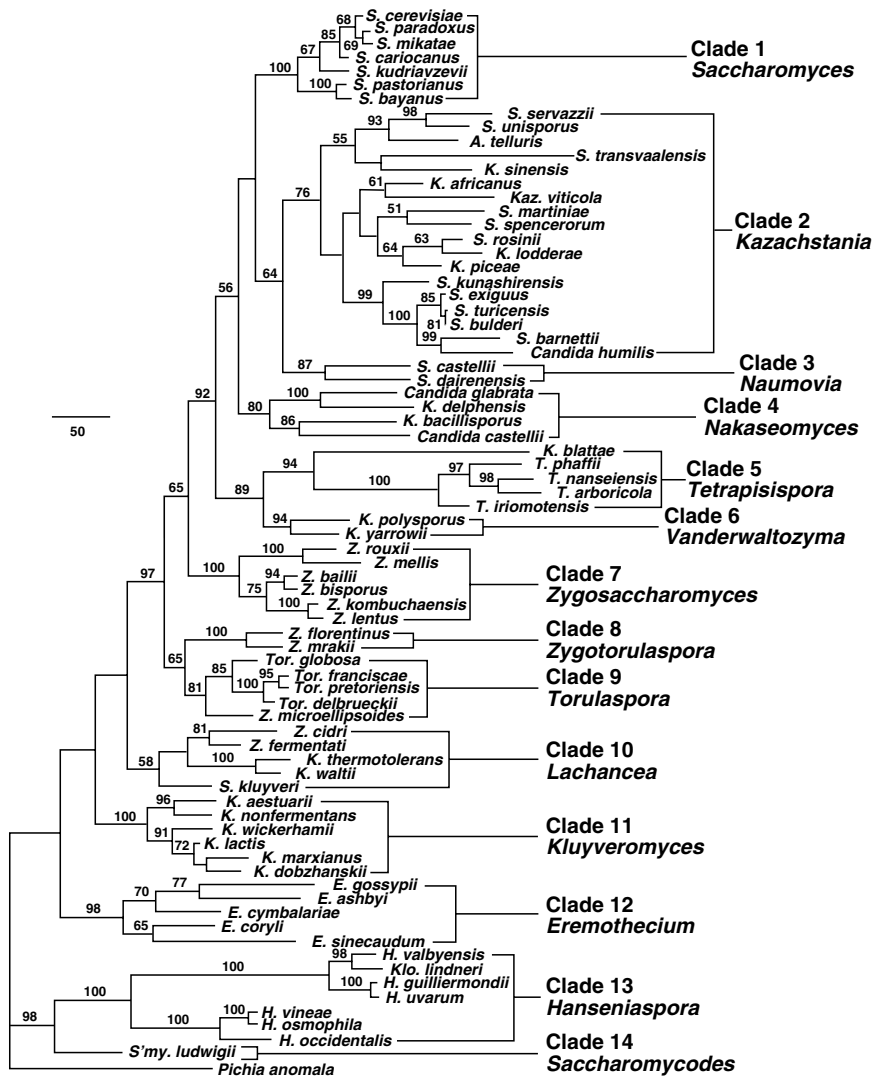 68 S. cerevisiae
85 S. paradoxus
69 S. mikatae
67 S. cariocanus
S. kudriavzevii
100 100 S. pastorianus
S. bayanus
Clade 1
Saccharomyces
98 S. servazzii
93 S. unisporus
A. telluris
55 S. transvaalensis
K. sinensis
61 K. africanus
76 Kaz. viticola
51 S. martiniae
S. spencerorum
63 S. rosinii
64 K. lodderae
K. piceae
64 S. kunashirensis
99 85 S. exiguus
S. turicensis
100 81 S. bulderi
99 S. barnettii
Candida humilis
Clade 2
Kazachstania
56
87 S. castellii
S. dairenensis
Clade 3
Naumovia
100 Candida glabrata
K. delphensis
80 86 K. bacillisporus
Candida castellii
Clade 4
Nakaseomyces
50
92
94 K. blattae
97 T. phaffii
100 98 T. nanseiensis
T. arboricola
T. iriomotensis
Clade 5
Tetrapisispora
65 89
94 K. polysporus
K. yarrowii
Clade 6
Vanderwaltozyma
100 Z. rouxii
Z. mellis
100 94 Z. bailii
75 Z. bisporus
100 Z. kombuchaensis
Z. lentus
Clade 7
Zygosaccharomyces
97
100 Z. florentinus
Z. mrakii
Clade 8
Zygotorulaspora
65
85 Tor. globosa
95 Tor. franciscae
100 Tor. pretoriensis
81 Tor. delbrueckii
Z. microellipsoides
Clade 9
Torulaspora
81 Z. cidri
Z. fermentati
58 100 K. thermotolerans
K. waltii
S. kluyveri
Clade 10
Lachancea
96 K. aestuarii
100 K. nonfermentans
91 K. wickerhamii
72 K. lactis
K. marxianus
K. dobzhanskii
Clade 11
Kluyveromyces
77 E. gossypii
70 E. ashbyi
98 E. cymbalariae
65 E. coryli
E. sinecaudum
Clade 12
Eremothecium
98 H. valbyensis
100 Klo. lindneri
100 H. guilliermondii
100 H. uvarum
100 H. vineae
100 H. osmophila
98 H. occidentalis
Clade 13
Hanseniaspora
S'my. ludwigii
Clade 14
Saccharomycodes
Pichia anomala